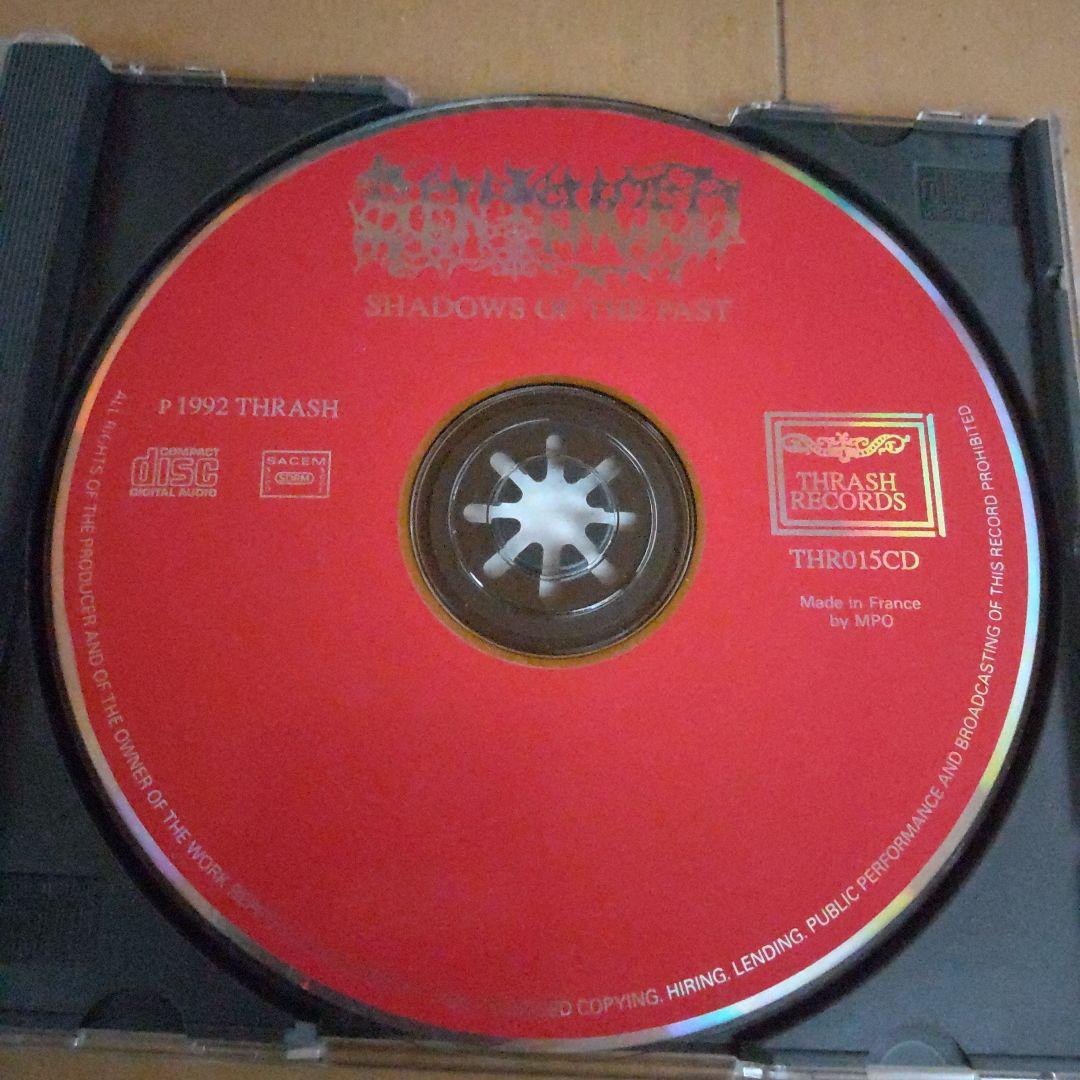 SHADOWS OF THE PAST
P 1992 THRASH
COMPACT
disc
DIGITAL AUDIO
SACEM
SDRM
THRASH
RECORDS
THR015CD
Made in France
by MPO
ALL RIGHTS OF THE PRODUCER AND OF THE OWNER OF THE WORK COPYING. HIRING. LENDING. PUBLIC PERFORMANCE AND BROADCASTING OF THIS RECORD PROHIBITED